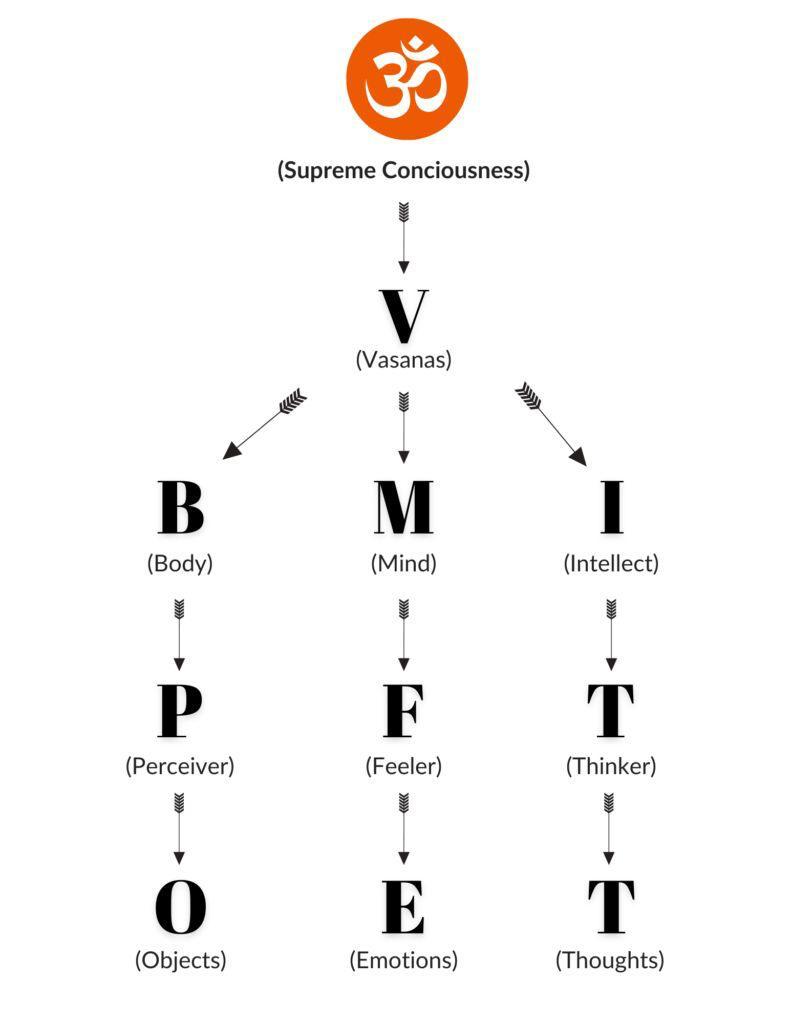 ॐ
(Supreme Conciousness)
V
(Vasanas)
B M I
(Body) (Mind) (Intellect)
P F T
(Perceiver) (Feeler) (Thinker)
O E T
(Objects) (Emotions) (Thoughts)